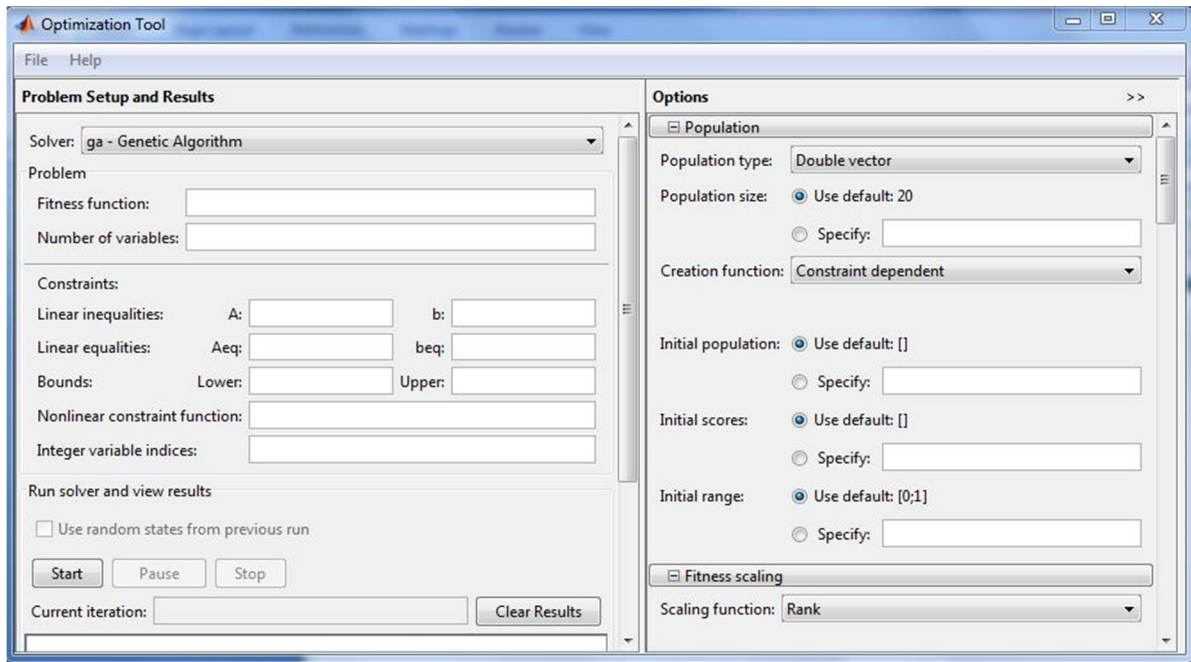 Optimization Tool
File Help
Problem Setup and Results
Solver: ga - Genetic Algorithm
Problem
Fitness function:
Number of variables:
Constraints:
Linear inequalities: A: b:
Linear equalities: Aeq: beq:
Bounds: Lower: Upper:
Nonlinear constraint function:
Integer variable indices:
Run solver and view results
Use random states from previous run
Start Pause Stop
Current iteration: Clear Results
Options >>
Population
Population type: Double vector
Population size: Use default: 20
Specify:
Creation function: Constraint dependent
Initial population: Use default: []
Specify:
Initial scores: Use default: []
Specify:
Initial range: Use default: [0;1]
Specify:
Fitness scaling
Scaling function: Rank